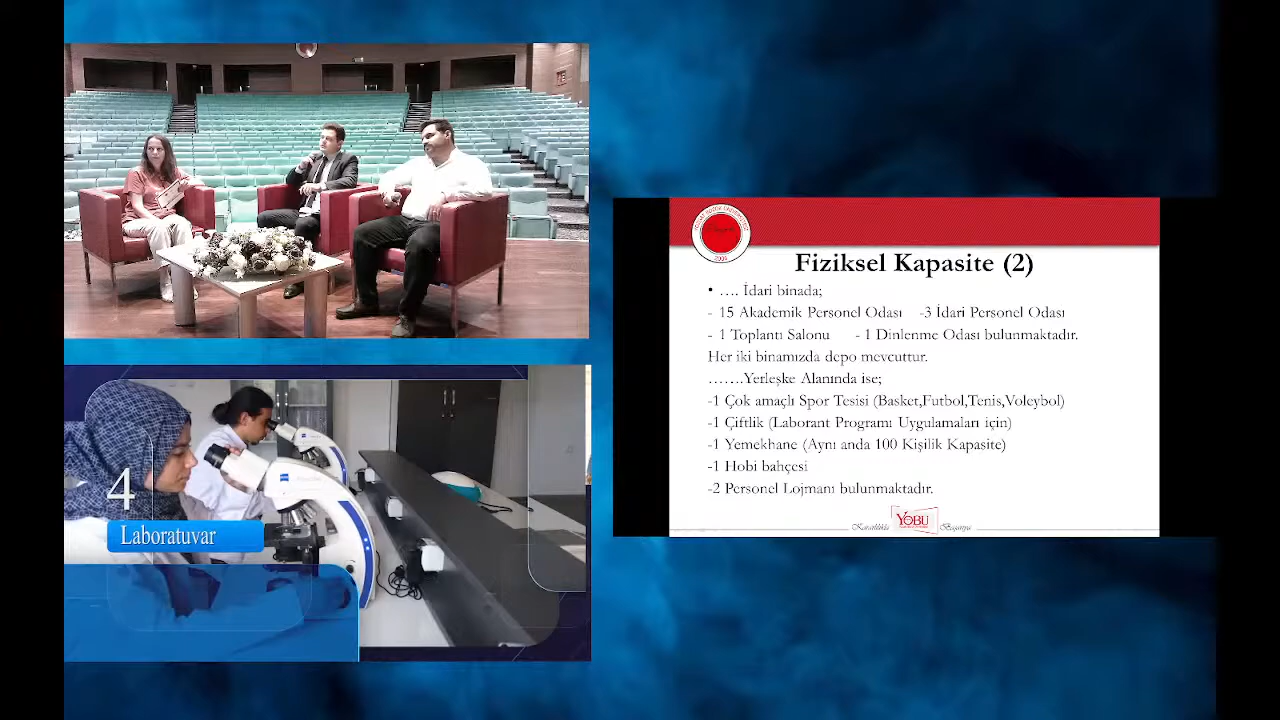 Fiziksel Kapasite (2)
• …. İdari binada;
- 15 Akademik Personel Odası -3 İdari Personel Odası
- 1 Toplantı Salonu - 1 Dinlenme Odası bulunmaktadır.
Her iki binamızda depo mevcuttur.
…….Yerleşke Alanında ise;
-1 Çok amaçlı Spor Tesisi (Basket,Futbol,Tenis,Voleybol)
-1 Çiftlik (Laborant Programı Uygulamaları için)
-1 Yemekhane (Aynı anda 100 Kişilik Kapasite)
-1 Hobi bahçesi
-2 Personel Lojmanı bulunmaktadır.
Kararlılıkla YOBU Başarıya
4
Laboratuvar